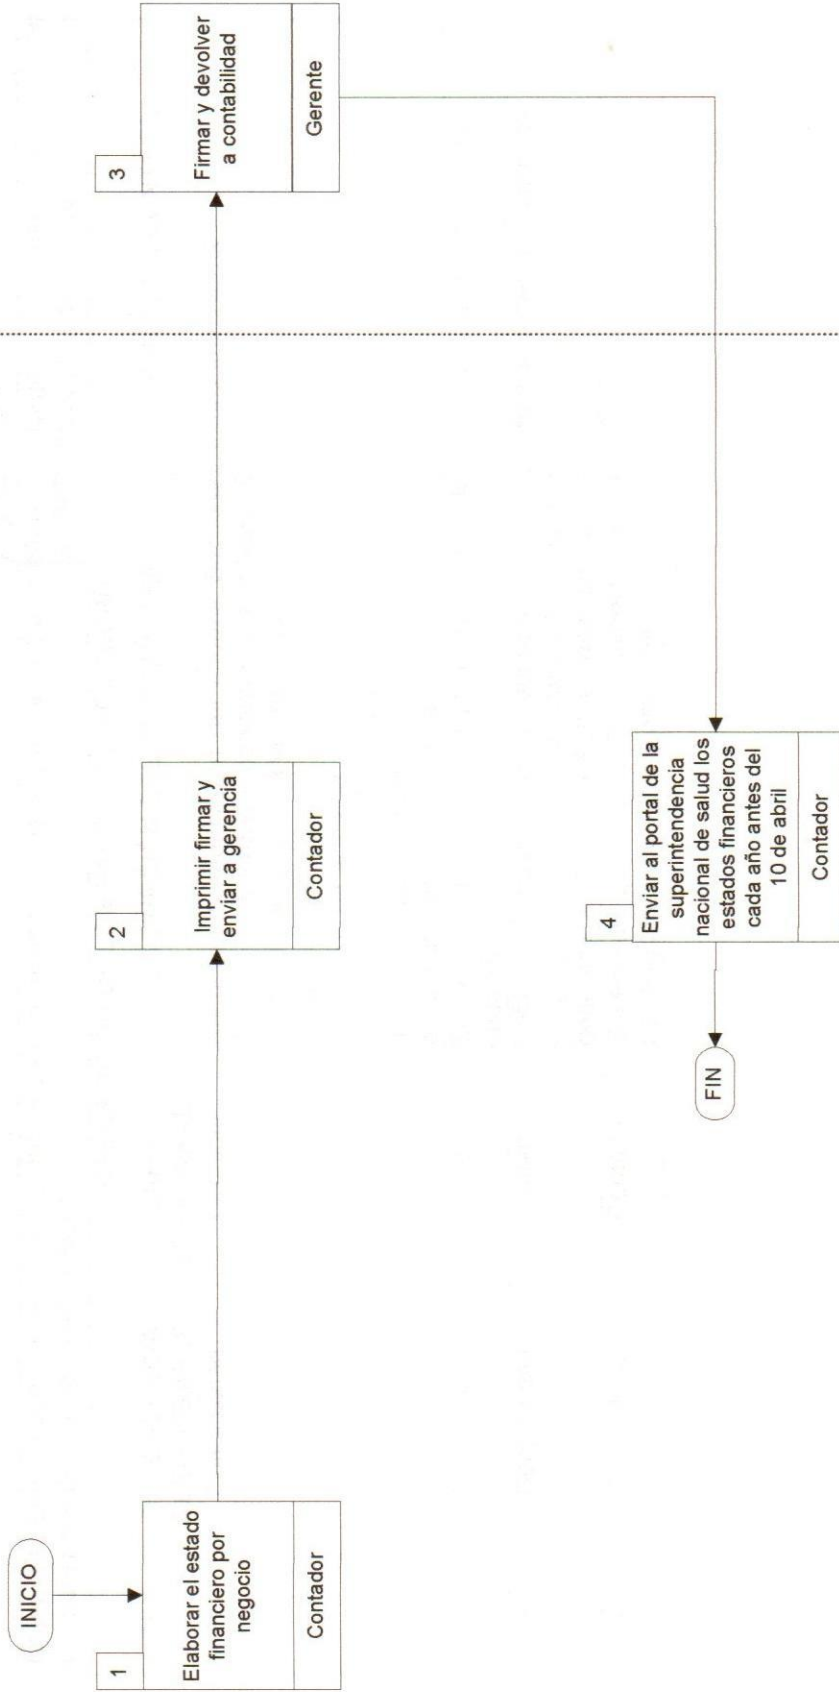 INICIO
1
Elaborar el estado
financiero por
negocio
Contador
2
Imprimir firmar y
enviar a gerencia
Contador
3
Firmar y devolver
a contabilidad
Gerente
4
Enviar al portal de la
superintendencia
nacional de salud los
estados financieros
cada año antes del
10 de abril
Contador
FIN